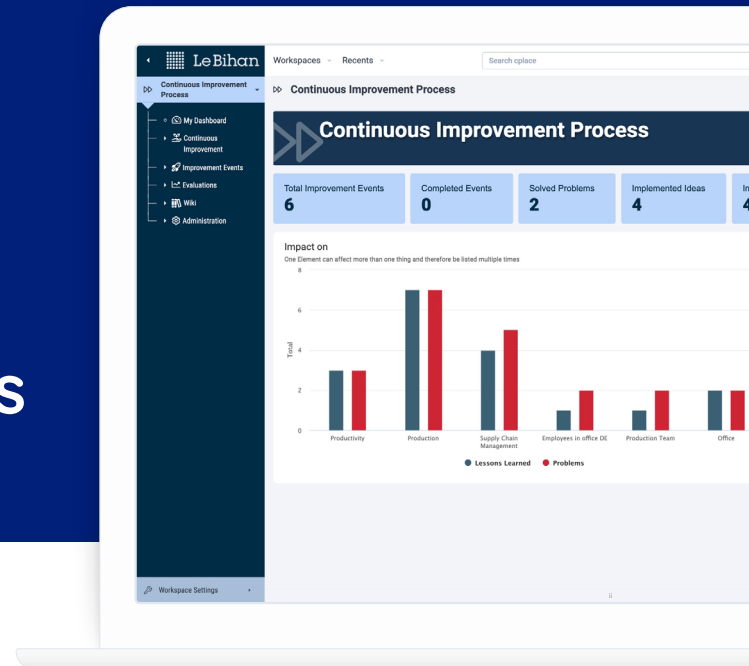 s
LeBihan
Workspaces
Recents
Search cplace
Continuous Improvement
Process
Continuous Improvement Process
My Dashboard
Continuous
Improvement
Improvement Events
Evaluations
Wiki
Administration
Workspace Settings
Continuous Improvement Process
Total Improvement Events
6
Completed Events
0
Solved Problems
2
Implemented Ideas
4
In
4
Impact on
One Element can affect more than one thing and therefore be listed multiple times
Total
8
6
4
2
0
Productivity
Production
Supply Chain
Management
Employees in office DE
Production Team
Office
Lessons Learned
Problems